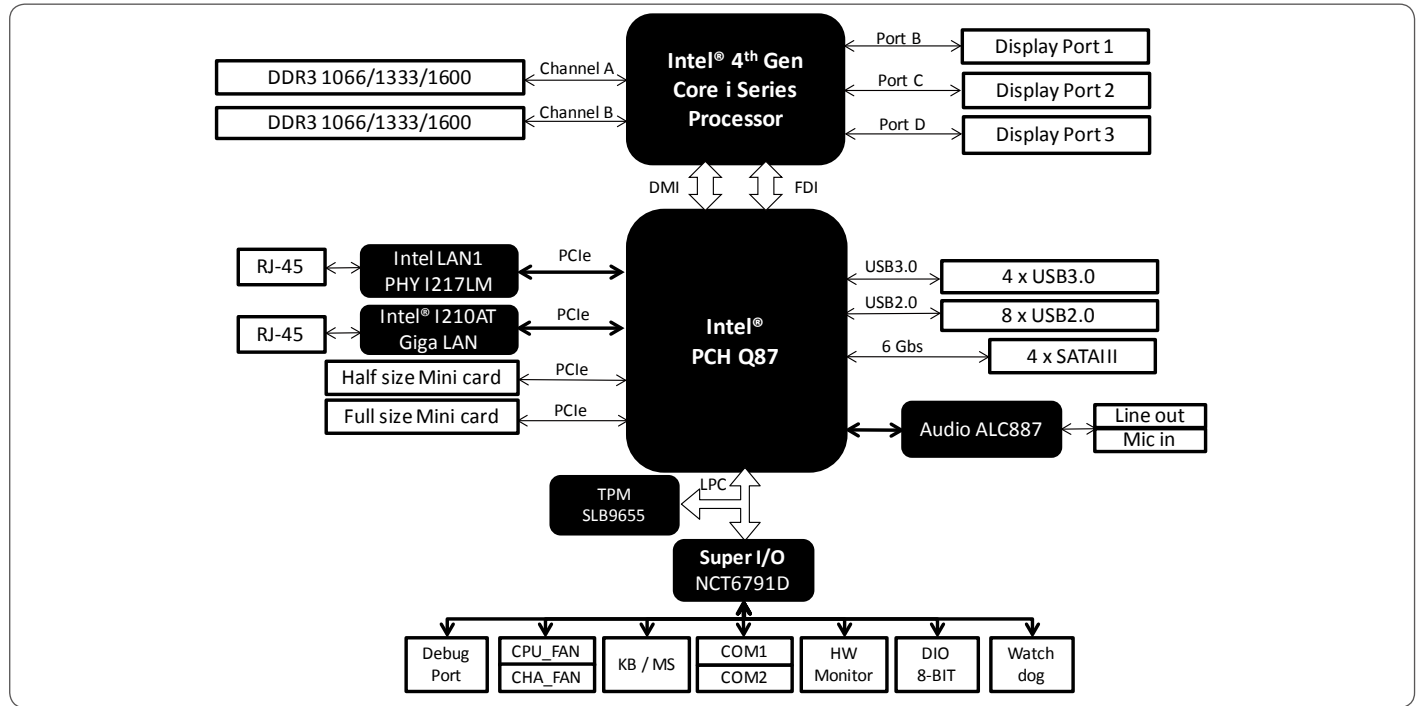 Intel® 4th Gen
Core i Series
Processor
DDR3 1066/1333/1600
Channel A
DDR3 1066/1333/1600
Channel B
Port B
Display Port 1
Port C
Display Port 2
Port D
Display Port 3
DMI
FDI
Intel®
PCH Q87
RJ-45
Intel LAN1
PHY I217LM
PCIe
RJ-45
Intel® I210AT
Giga LAN
PCIe
Half size Mini card
PCIe
Full size Mini card
PCIe
USB3.0
4 x USB3.0
USB2.0
8 x USB2.0
6 Gbs
4 x SATAIII
Audio ALC887
Line out
Mic in
LPC
TPM
SLB9655
Super I/O
NCT6791D
Debug
Port
CPU_FAN
CHA_FAN
KB / MS
COM1
COM2
HW
Monitor
DIO
8-BIT
Watch
dog